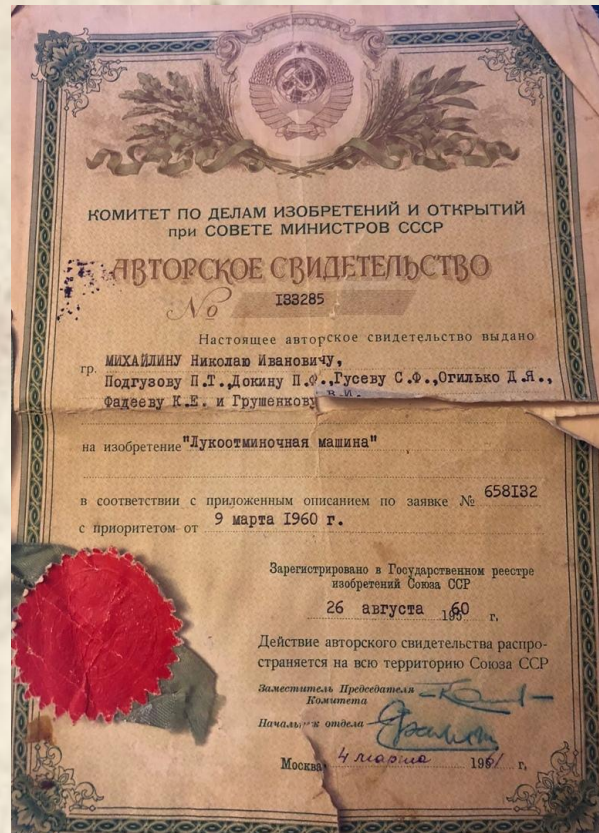 КОМИТЕТ ПО ДЕЛАМ ИЗОБРЕТЕНИЙ И ОТКРЫТИЙ
при СОВЕТЕ МИНИСТРОВ СССР
АВТОРСКОЕ СВИДЕТЕЛЬСТВО
№ I33285
Настоящее авторское свидетельство выдано
гр. МИХАЙЛИНУ Николаю Ивановичу,
Подгузову П.Т.,Докину П.Ф.,Гусеву С.Ф.,Огилько Д.Я.,
Фадееву К.Е. и Грушенкову В.И.
на изобретение "Лукоотминочная машина"
в соответствии с приложенным описанием по заявке № 658I32
с приоритетом от 9 марта I960 г.
Зарегистрировано в Государственном реестре
изобретений Союза ССР
26 августа 1960 г.
Действие авторского свидетельства распро-
страняется на всю территорию Союза ССР
Заместитель Председателя
Комитета
Начальник отдела
Москва, 4 марта 1961 г.